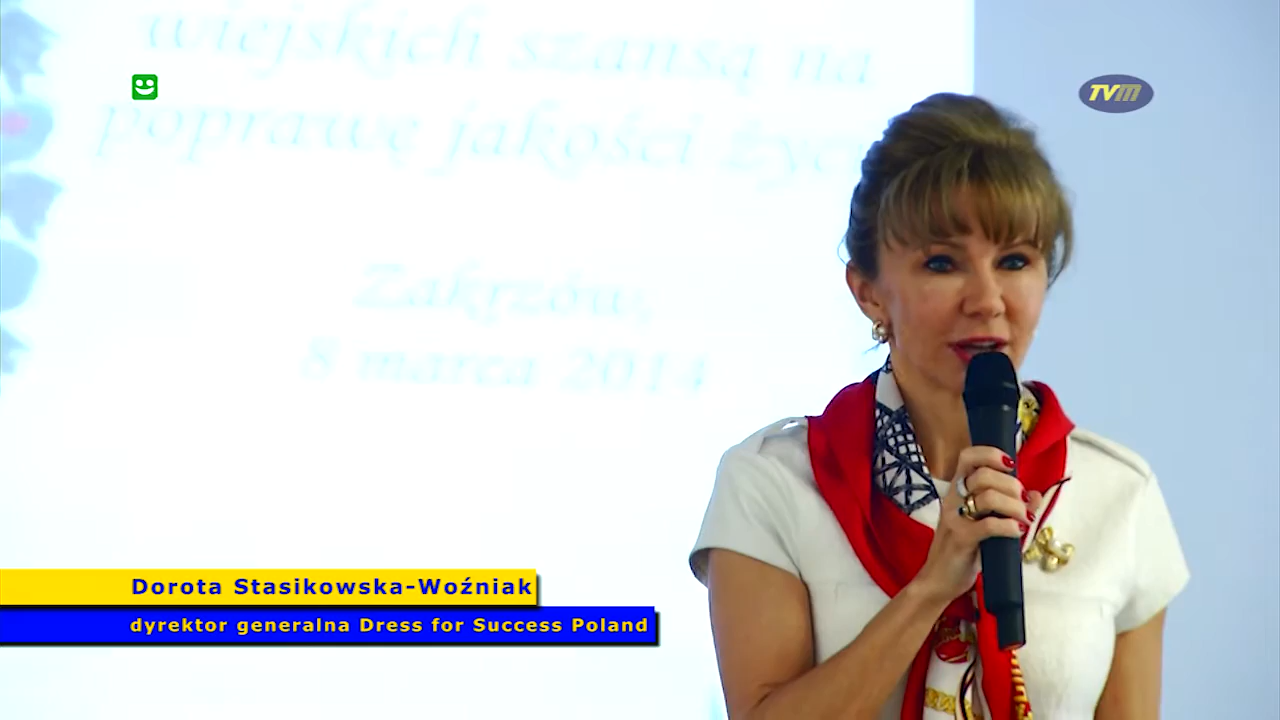 wiejskich szansą na
poprawę jakości życia
Zakrzów,
8 marca 2014
TVM
Dorota Stasikowska-Woźniak
dyrektor generalna Dress for Success Poland